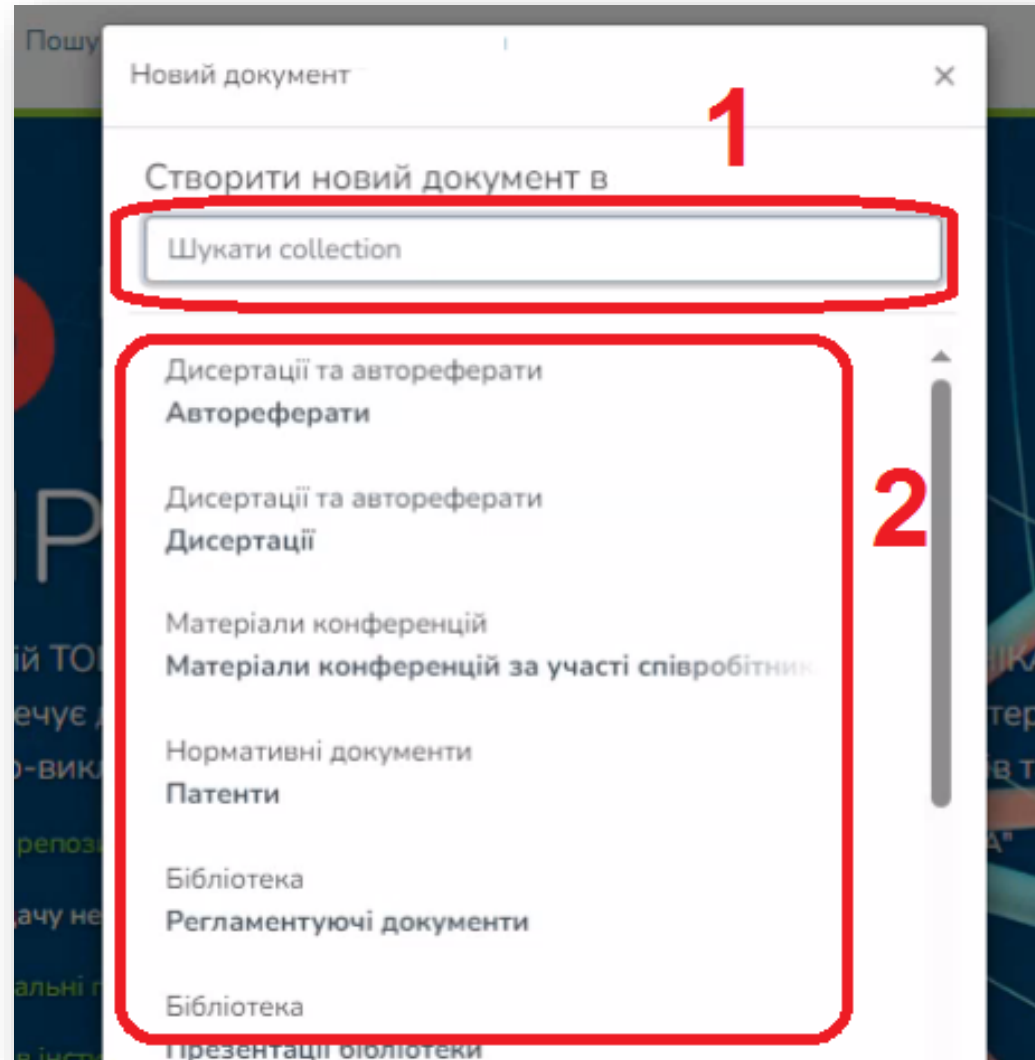 Пошу
Новий документ
1
Створити новий документ в
Шукати collection
Дисертації та автореферати
Автореферати
Дисертації та автореферати
Дисертації
2
Матеріали конференцій
Матеріали конференцій за участі співробітник
Нормативні документи
Патенти
Бібліотека
Регламентуючі документи
Бібліотека
Презентації бібліотеки